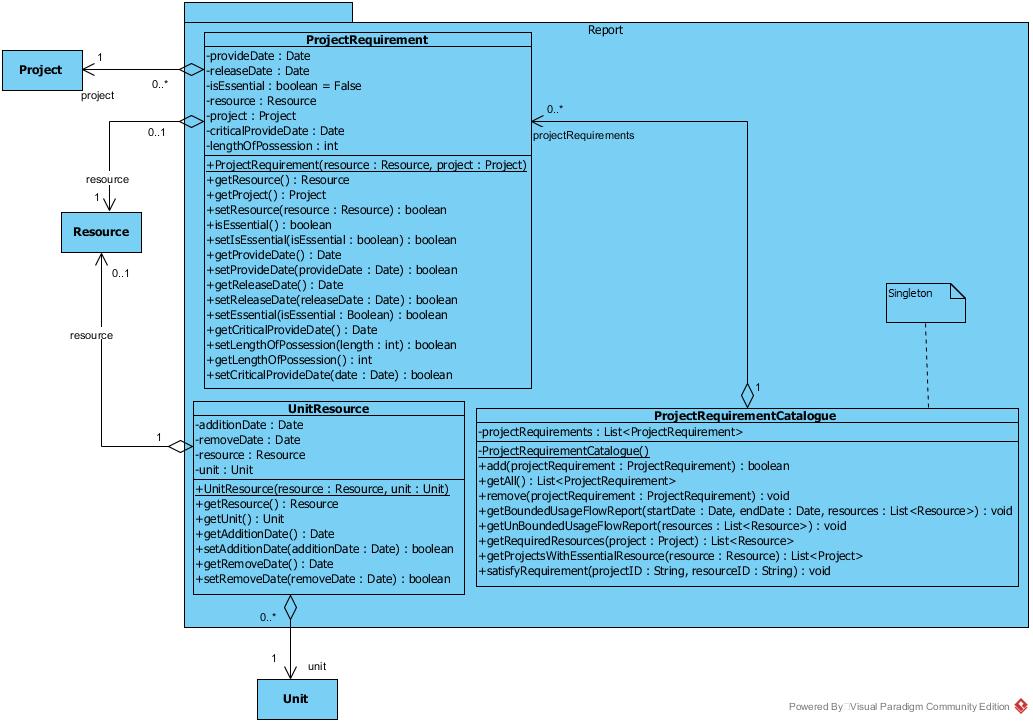 Report
Project
1
0..*
project
ProjectRequirement
-provideDate : Date
-releaseDate : Date
-isEssential : boolean = False
-resource : Resource
-project : Project
-criticalProvideDate : Date
-lengthOfPossession : int
+ProjectRequirement(resource : Resource, project : Project)
+getResource() : Resource
+getProject() : Project
+setResource(resource : Resource) : boolean
+isEssential() : boolean
+setIsEssential(isEssential : boolean) : boolean
+getProvideDate() : Date
+setProvideDate(provideDate : Date) : boolean
+getReleaseDate() : Date
+setReleaseDate(releaseDate : Date) : boolean
+setEssential(isEssential : Boolean) : boolean
+getCriticalProvideDate() : Date
+setLengthOfPossession(length : int) : boolean
+getLengthOfPossession() : int
+setCriticalProvideDate(date : Date) : boolean
0..*
projectRequirements
0..1
resource
1
Resource
0..1
resource
1
Singleton
1
UnitResource
-additionDate : Date
-removeDate : Date
-resource : Resource
-unit : Unit
+UnitResource(resource : Resource, unit : Unit)
+getResource() : Resource
+getUnit() : Unit
+getAdditionDate() : Date
+setAdditionDate(additionDate : Date) : boolean
+getRemoveDate() : Date
+setRemoveDate(removeDate : Date) : boolean
ProjectRequirementCatalogue
-projectRequirements : List<ProjectRequirement>
-ProjectRequirementCatalogue()
+add(projectRequirement : ProjectRequirement) : boolean
+getAll() : List<ProjectRequirement>
+remove(projectRequirement : ProjectRequirement) : void
+getBoundedUsageFlowReport(startDate : Date, endDate : Date, resources : List<Resource>) : void
+getUnBoundedUsageFlowReport(resources : List<Resource>) : void
+getRequiredResources(project : Project) : List<Resource>
+getProjectsWithEssentialResource(resource : Resource) : List<Project>
+satisfyRequirement(projectID : String, resourceID : String) : void
0..*
1
unit
Unit
Powered By Visual Paradigm Community Edition